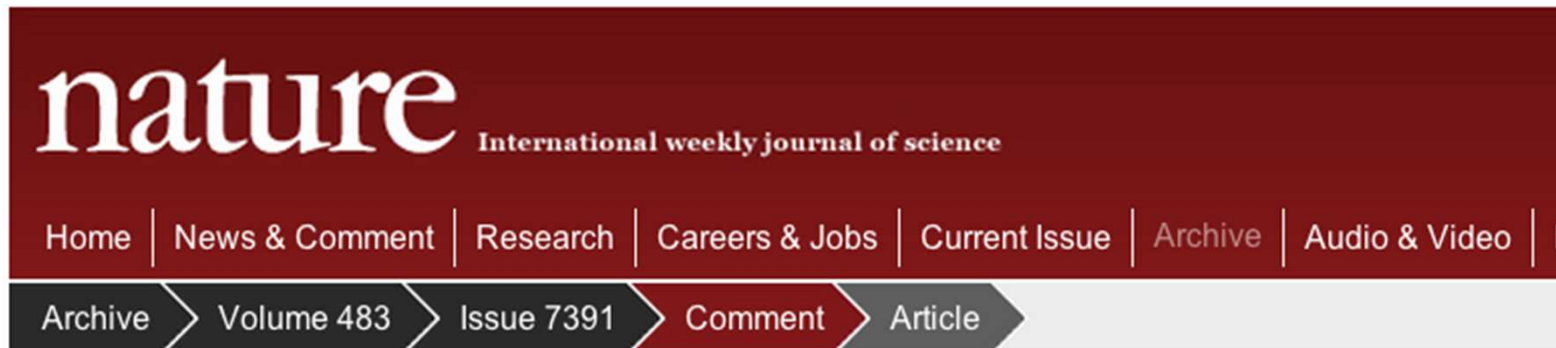 nature International weekly journal of science
Home News & Comment Research Careers & Jobs Current Issue Archive Audio & Video
Archive Volume 483 Issue 7391 Comment Article